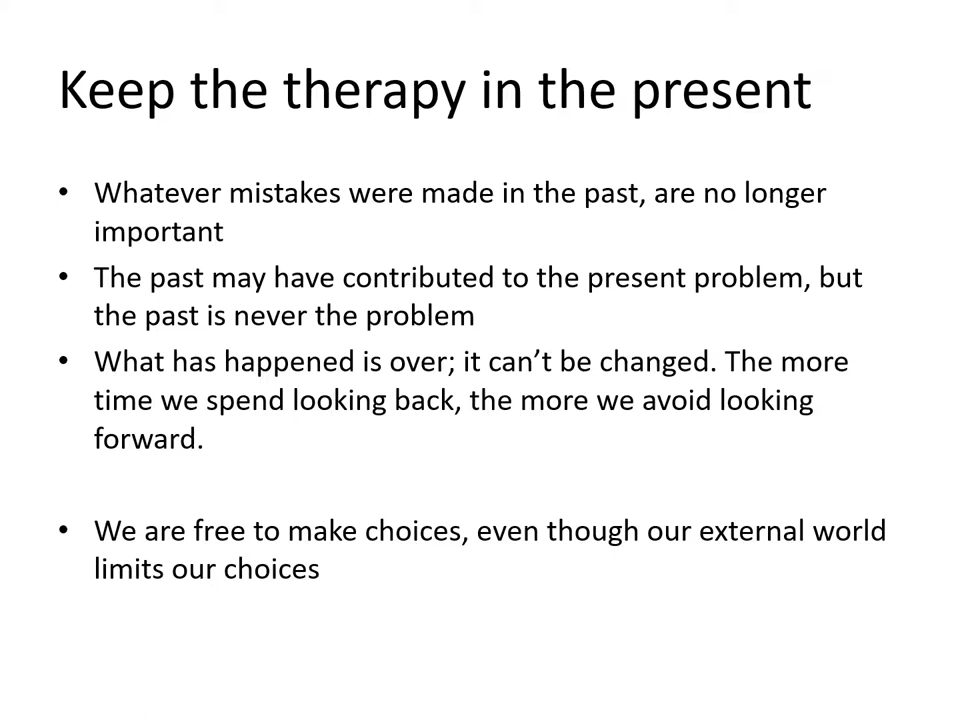 Keep the therapy in the present
• Whatever mistakes were made in the past, are no longer
important
• The past may have contributed to the present problem, but
the past is never the problem
• What has happened is over; it can’t be changed. The more
time we spend looking back, the more we avoid looking
forward.
• We are free to make choices, even though our external world
limits our choices